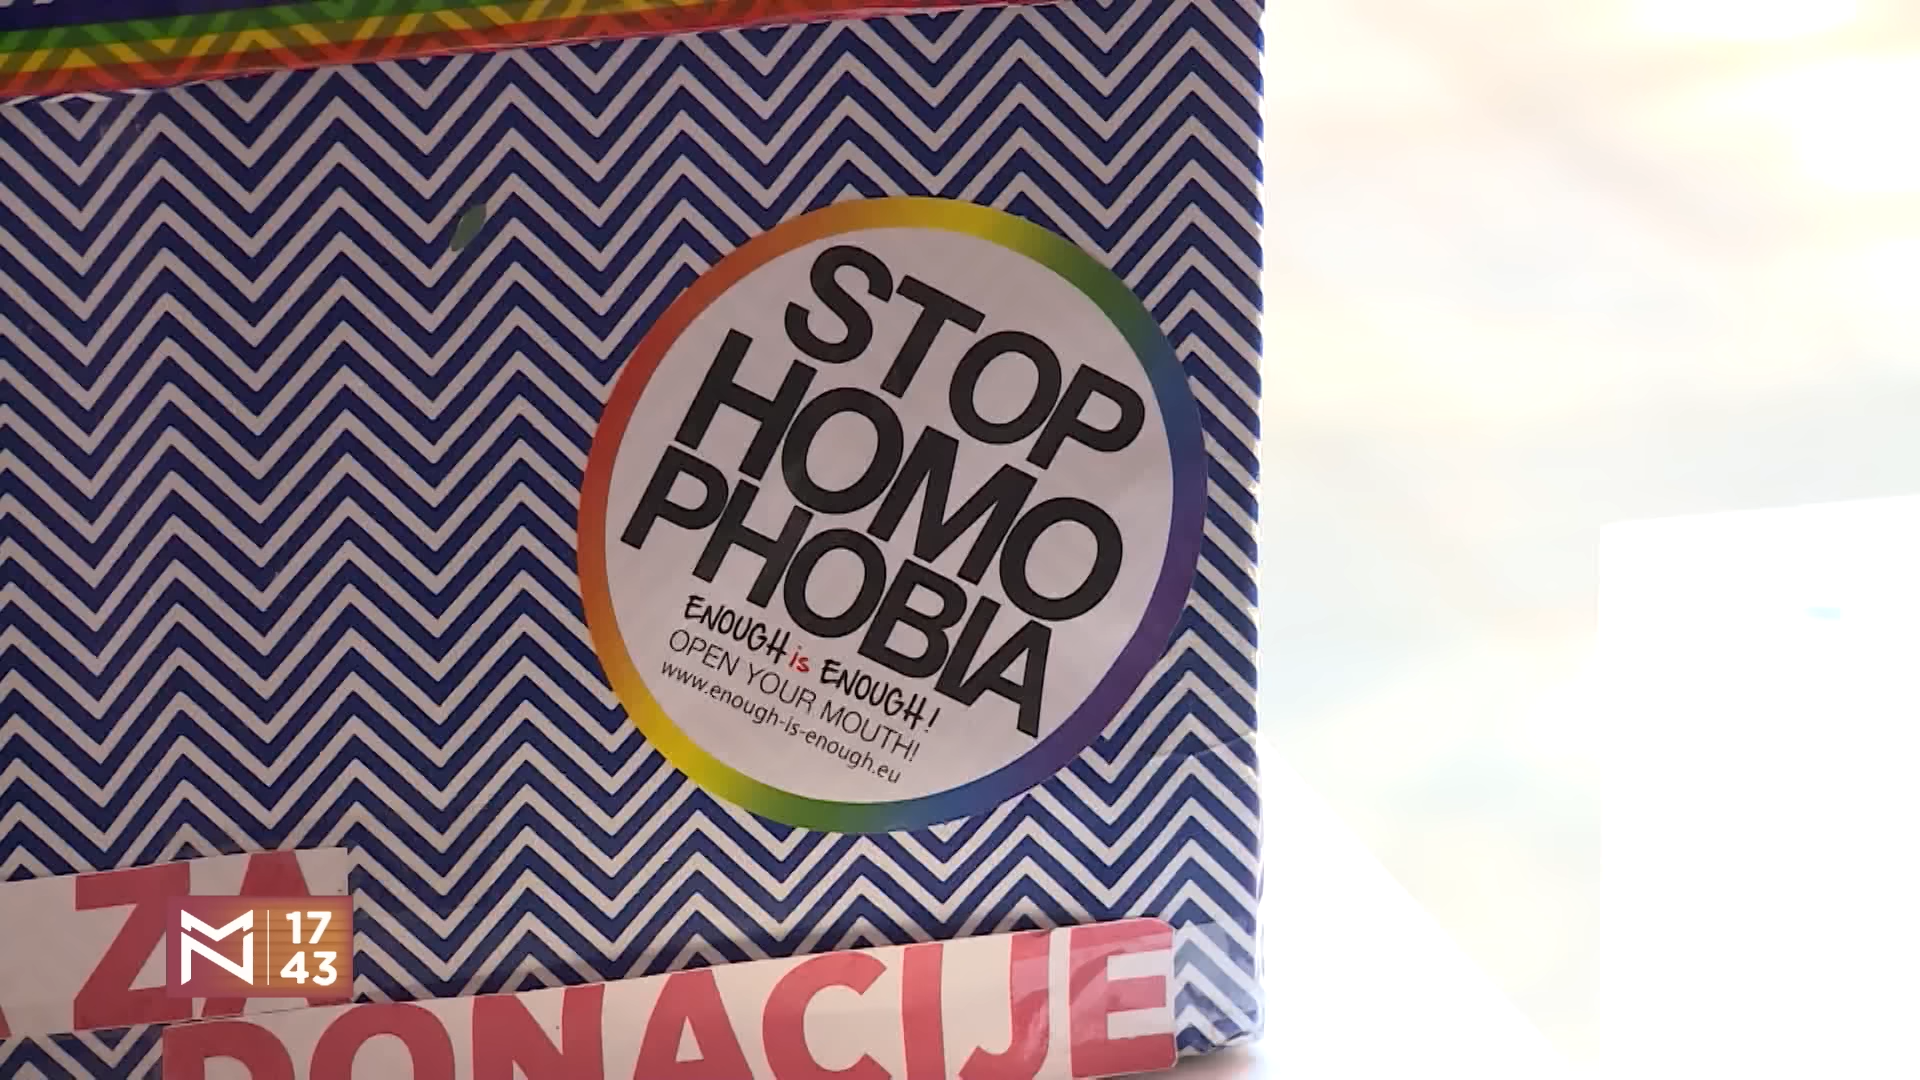 STOP
HOMO
PHOBIA
ENOUGH is ENOUGH!
OPEN YOUR MOUTH!
www.enough-is-enough.eu
ZA
DONACIJE
17
43